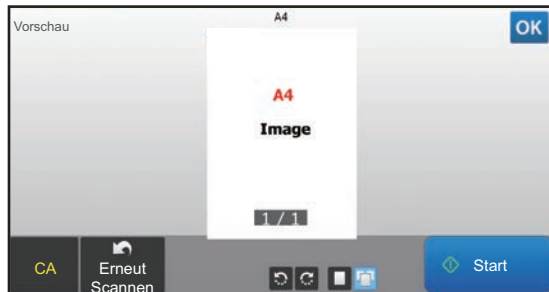 A4
Vorschau
OK
A4
Image
1 / 1
CA
Erneut
Scannen
Start